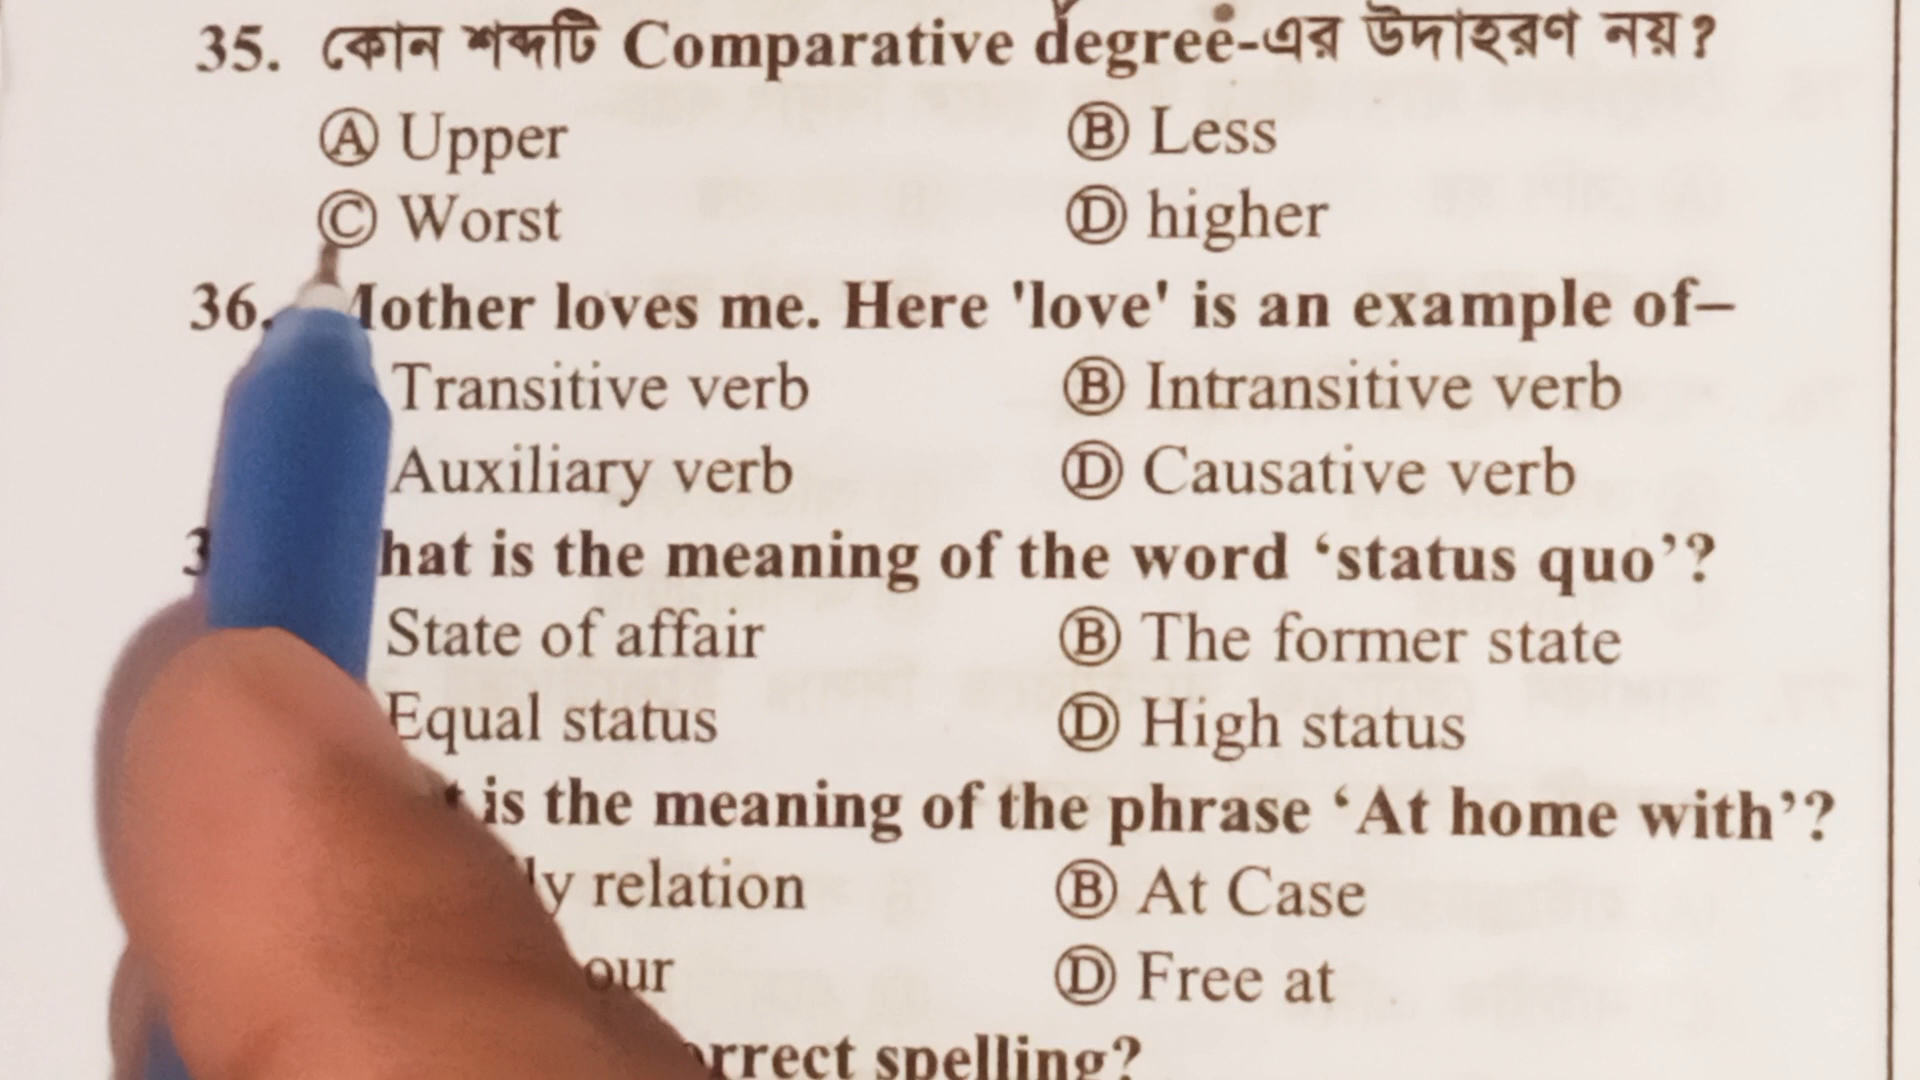 35. কোন শব্দটি Comparative degree-এর উদাহরণ নয়?
Ⓐ Upper Ⓑ Less
Ⓒ Worst Ⓓ higher
36. Mother loves me. Here 'love' is an example of–
Transitive verb Ⓑ Intransitive verb
Auxiliary verb Ⓓ Causative verb
hat is the meaning of the word ‘status quo’?
State of affair Ⓑ The former state
Equal status Ⓓ High status
is the meaning of the phrase ‘At home with’?
relation Ⓑ At Case
our Ⓓ Free at
orrect spelling?